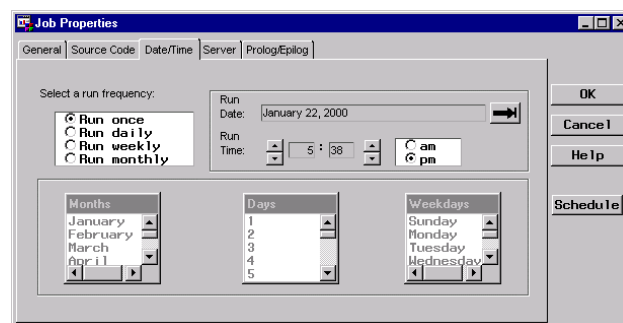 Job Properties
General Source Code Date/Time Server Prolog/Epilog
Select a run frequency:
Run once
Run daily
Run weekly
Run monthly
Run Date: January 22, 2000
Run Time: 5 : 38
am
pm
OK
Cancel
Help
Schedule
Months
January
February
March
April
Days
1
2
3
4
5
Weekdays
Sunday
Monday
Tuesday
Wednesday